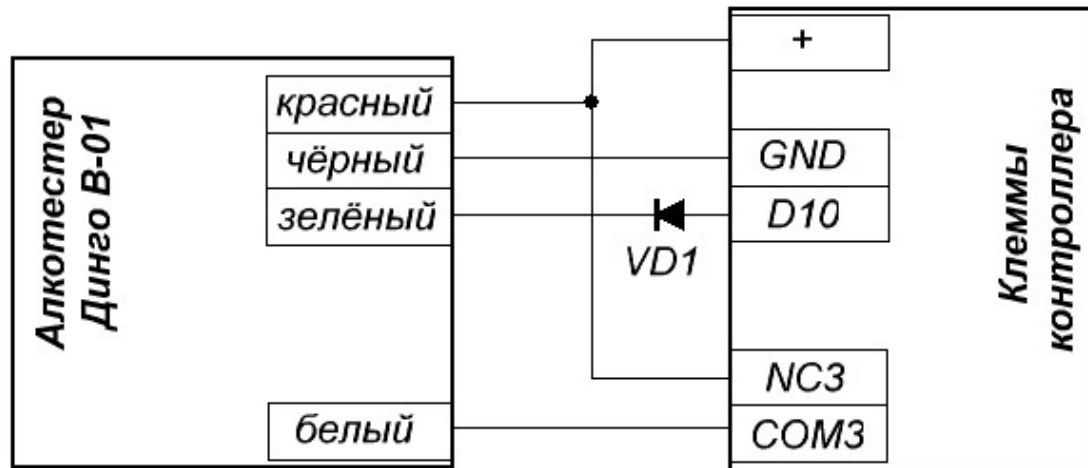 Алкотестер
Динго В-01
красный
чёрный
зелёный
белый
VD1
+
GND
D10
NC3
COM3
Клеммы
контроллера